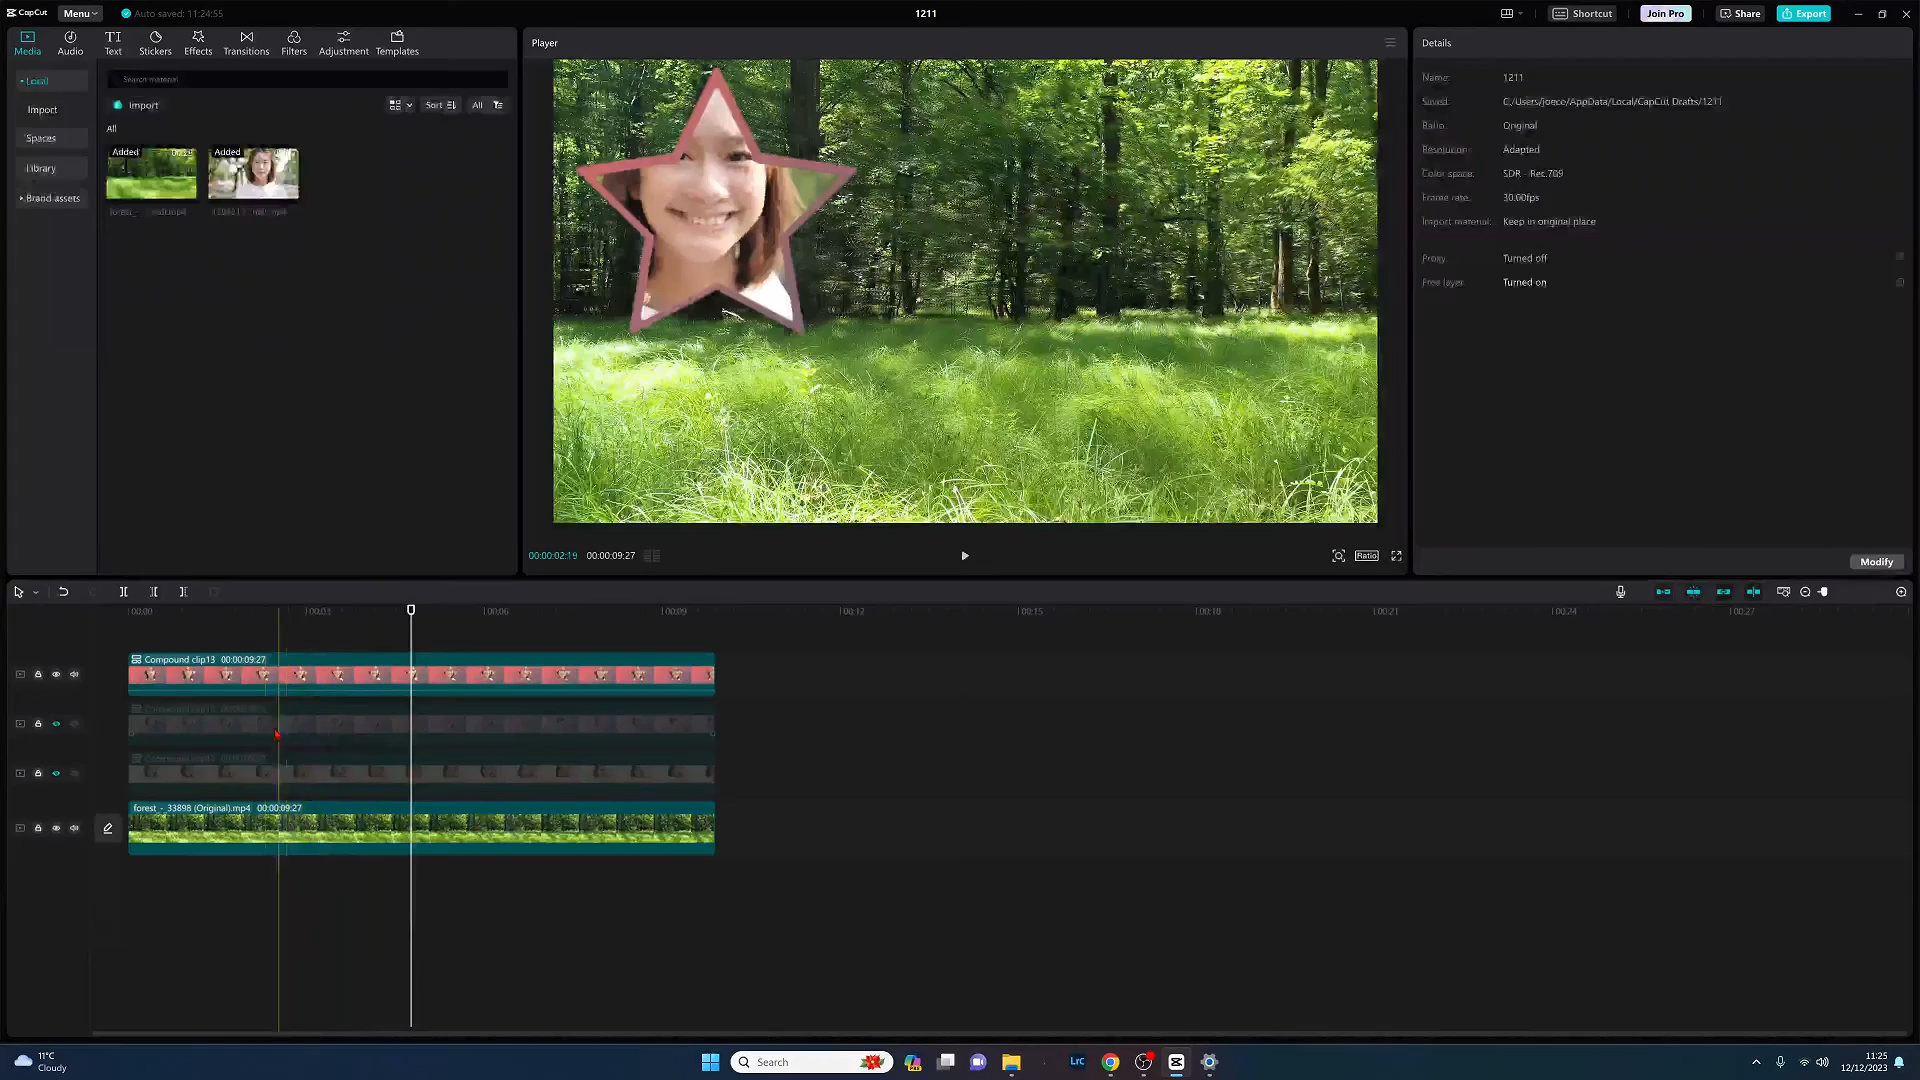 CapCut
Menu
Auto saved: 11:24:55
1211
Shortcut
Join Pro
Share
Export
Media
Audio
Text
Stickers
Effects
Transitions
Filters
Adjustment
Templates
Local
Import
Spaces
Library
Brand assets
Search material
Import
Sort
All
All
Added
Added
Player
00:00:02:19
00:00:09:27
Ratio
Details
Name: 1211
Saved: C:/Users/joece/AppData/Local/CapCut Drafts/1211
Ratio: Original
Resolution: Adapted
Color space: SDR - Rec.709
Frame rate: 30.00fps
Import material: Keep in original place
Proxy: Turned off
Free layer: Turned on
Modify
00:00
00:03
00:06
00:09
00:12
00:15
00:18
00:21
00:24
00:27
Compound clip13 00:00:09:27
forest - 33898 (Original).mp4 00:00:09:27
11°C
Cloudy
Search
PRE
LrC
11:25
12/12/2023